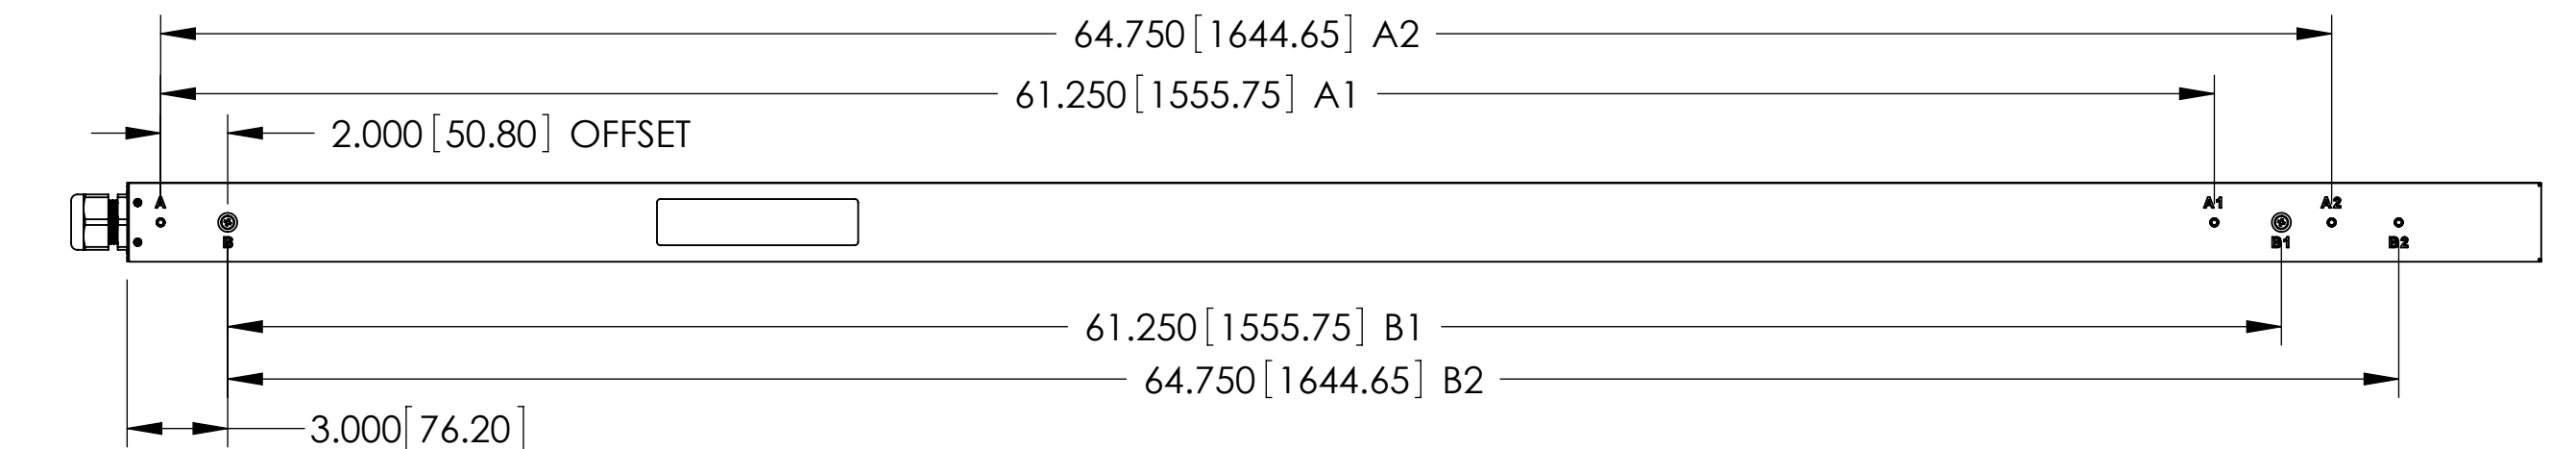 64.750[1644.65] A2
61.250[1555.75] A1
2.000[50.80] OFFSET
A
A1
A2
B
B1
B2
61.250[1555.75] B1
64.750[1644.65] B2
3.000[76.20]